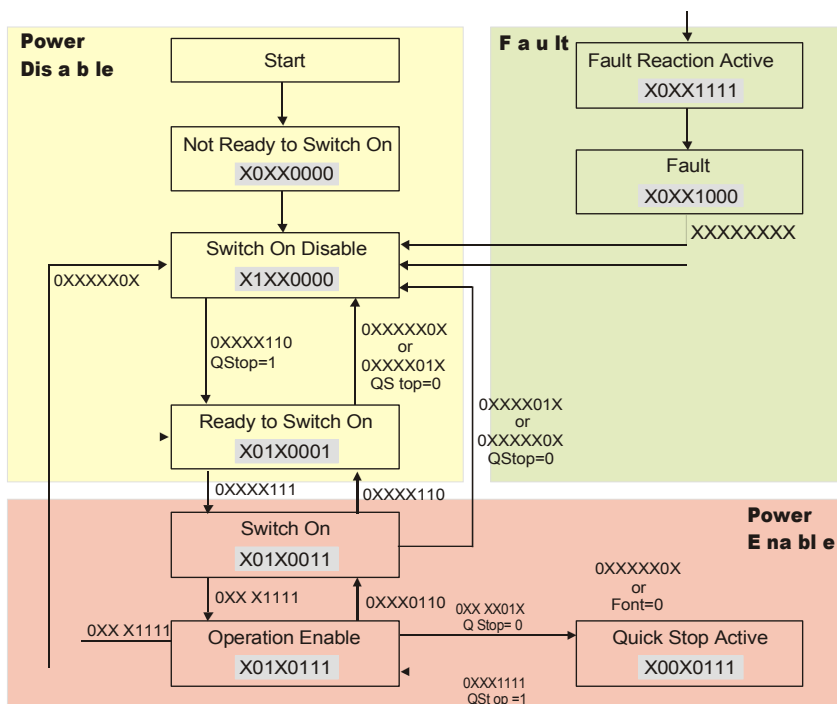 Power
Dis a b le
Start
Not Ready to Switch On
X0XX0000
Switch On Disable
X1XX0000
0XXXXX0X
0XXXX110
QStop=1
0XXXXX0X
or
0XXXX01X
QS top=0
Ready to Switch On
X01X0001
F a u lt
Fault Reaction Active
X0XX1111
Fault
X0XX1000
XXXXXXXX
0XXXX01X
or
0XXXXX0X
QStop=0
0XXXX111
0XXXX110
Power
E na bl e
Switch On
X01X0011
0XX X1111
0XXX0110
0XX X1111
Operation Enable
X01X0111
0XX XX01X
Q Stop= 0
0XXX1111
QSt op =1
0XXXXX0X
or
Font=0
Quick Stop Active
X00X0111